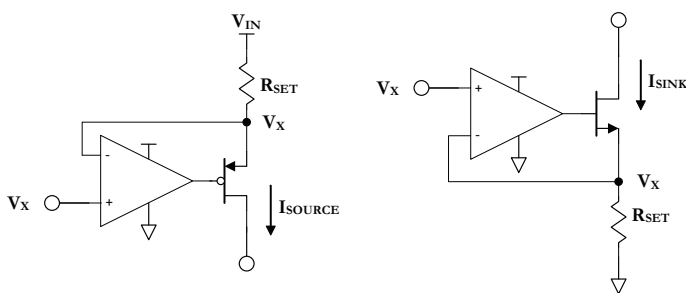 VIN
RSET
VX
-
+
VX
ISOURCE
VX
+
-
ISINK
VX
RSET